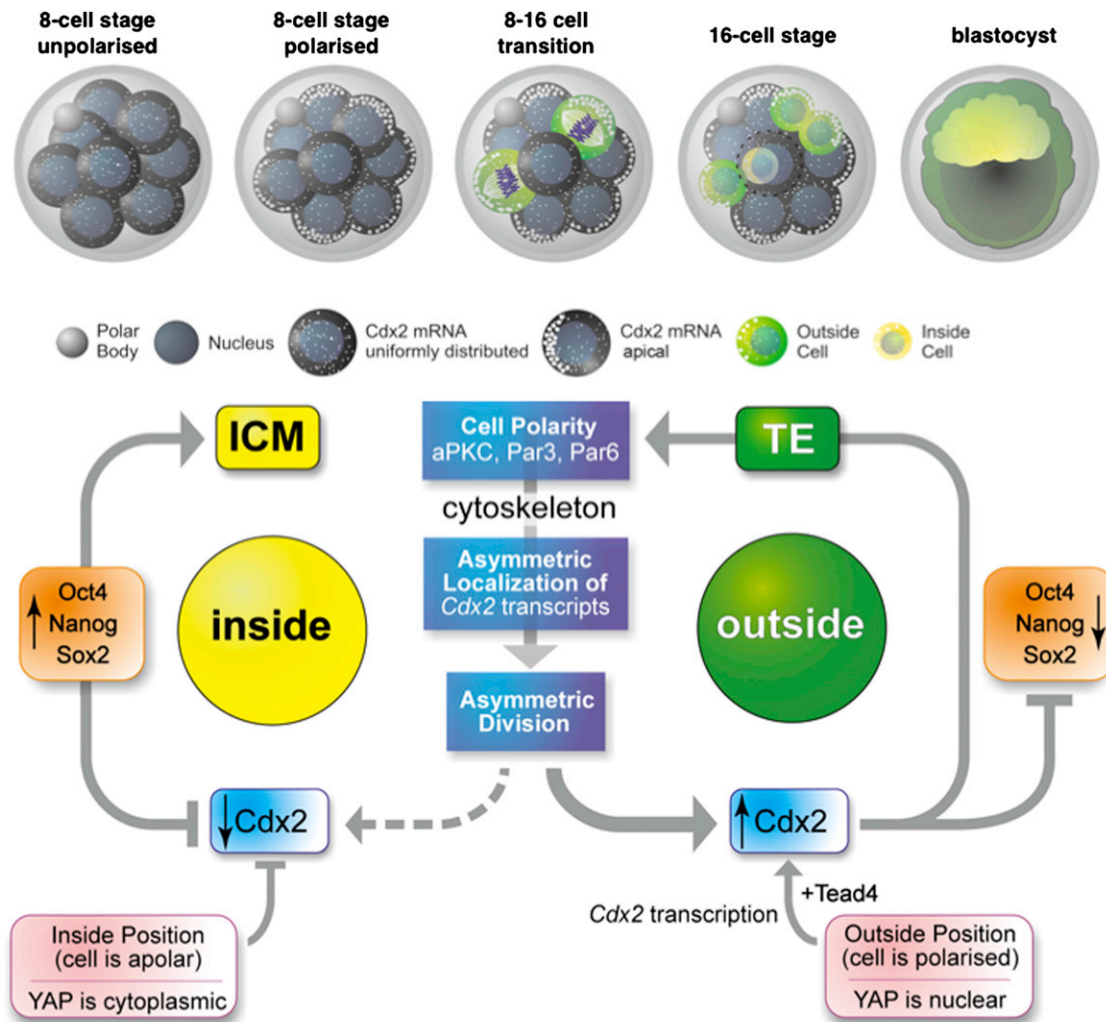 8-cell stage
unpolarised
8-cell stage
polarised
8-16 cell
transition
16-cell stage
blastocyst
Polar
Body
Nucleus
Cdx2 mRNA
uniformly distributed
Cdx2 mRNA
apical
Outside
Cell
Inside
Cell
ICM
Cell Polarity
aPKC, Par3, Par6
TE
cytoskeleton
Asymmetric
Localization of
Cdx2 transcripts
Oct4
Nanog
Sox2
inside
outside
Oct4
Nanog
Sox2
Asymmetric
Division
Cdx2
Cdx2
+Tead4
Cdx2 transcription
Inside Position
(cell is apolar)
YAP is cytoplasmic
Outside Position
(cell is polarised)
YAP is nuclear